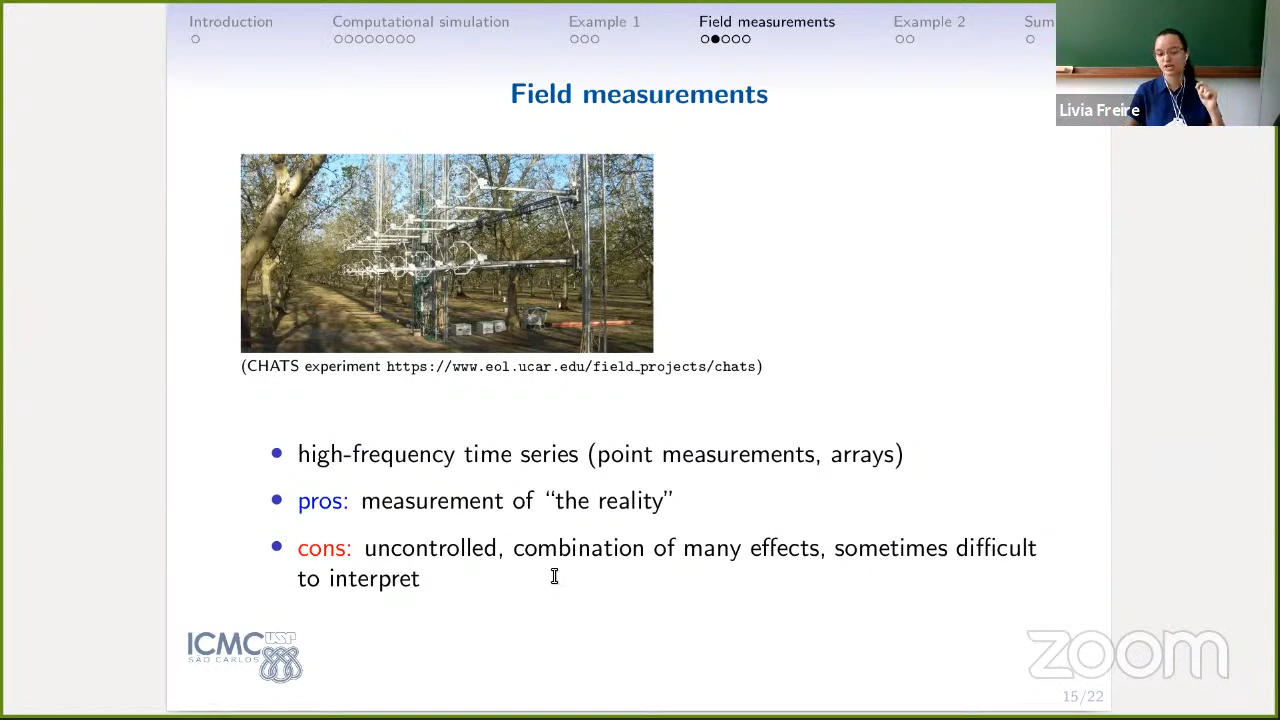 Introduction
Computational simulation
Example 1
Field measurements
Example 2
Sum
Livia Freire
Field measurements
(CHATS experiment https://www.eol.ucar.edu/field_projects/chats)
• high-frequency time series (point measurements, arrays)
• pros: measurement of “the reality”
• cons: uncontrolled, combination of many effects, sometimes difficult
to interpret
ICMC USP
SÃO CARLOS
zoom
15/22